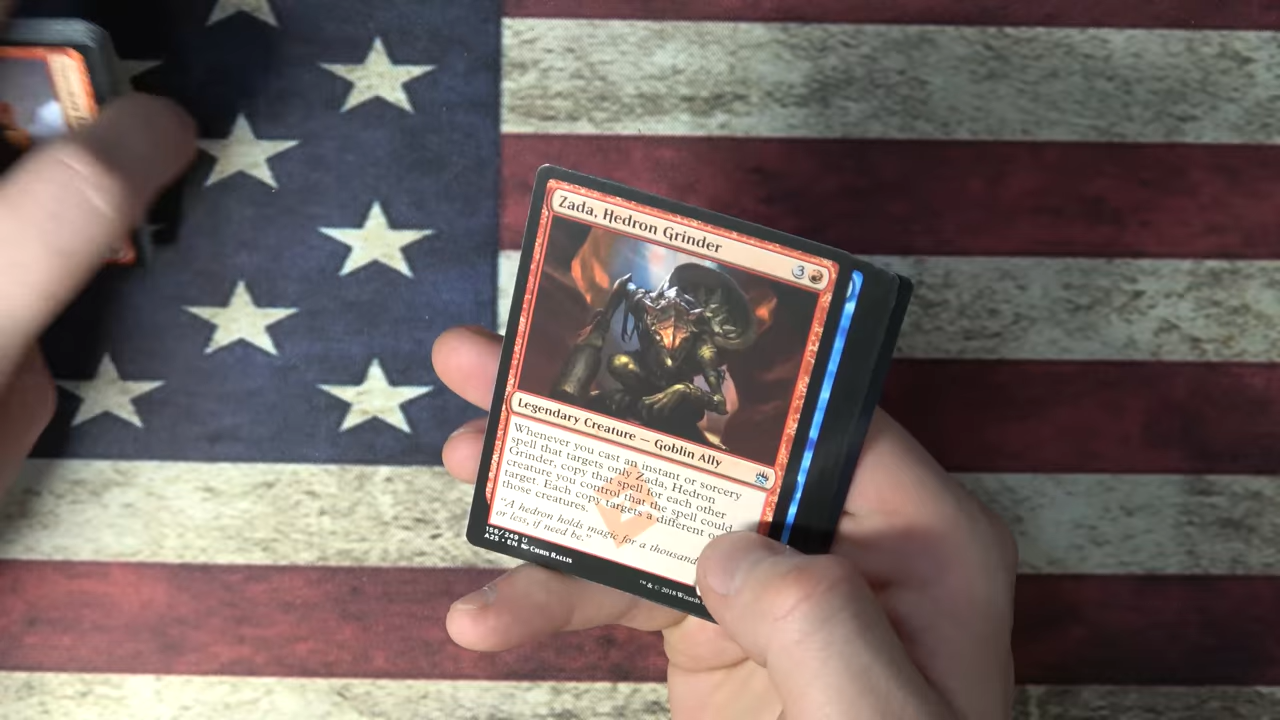 Zada, Hedron Grinder
3
Legendary Creature — Goblin Ally
Whenever you cast an instant or sorcery
spell that targets only Zada, Hedron
Grinder, copy that spell for each other
creature you control that the spell could
target. Each copy targets a different o
those creatures.
"A hedron holds magic for a thousand
or less, if need be."
156/249 U
A25 • EN Chris Rallis
™ & © 2018 Wizards